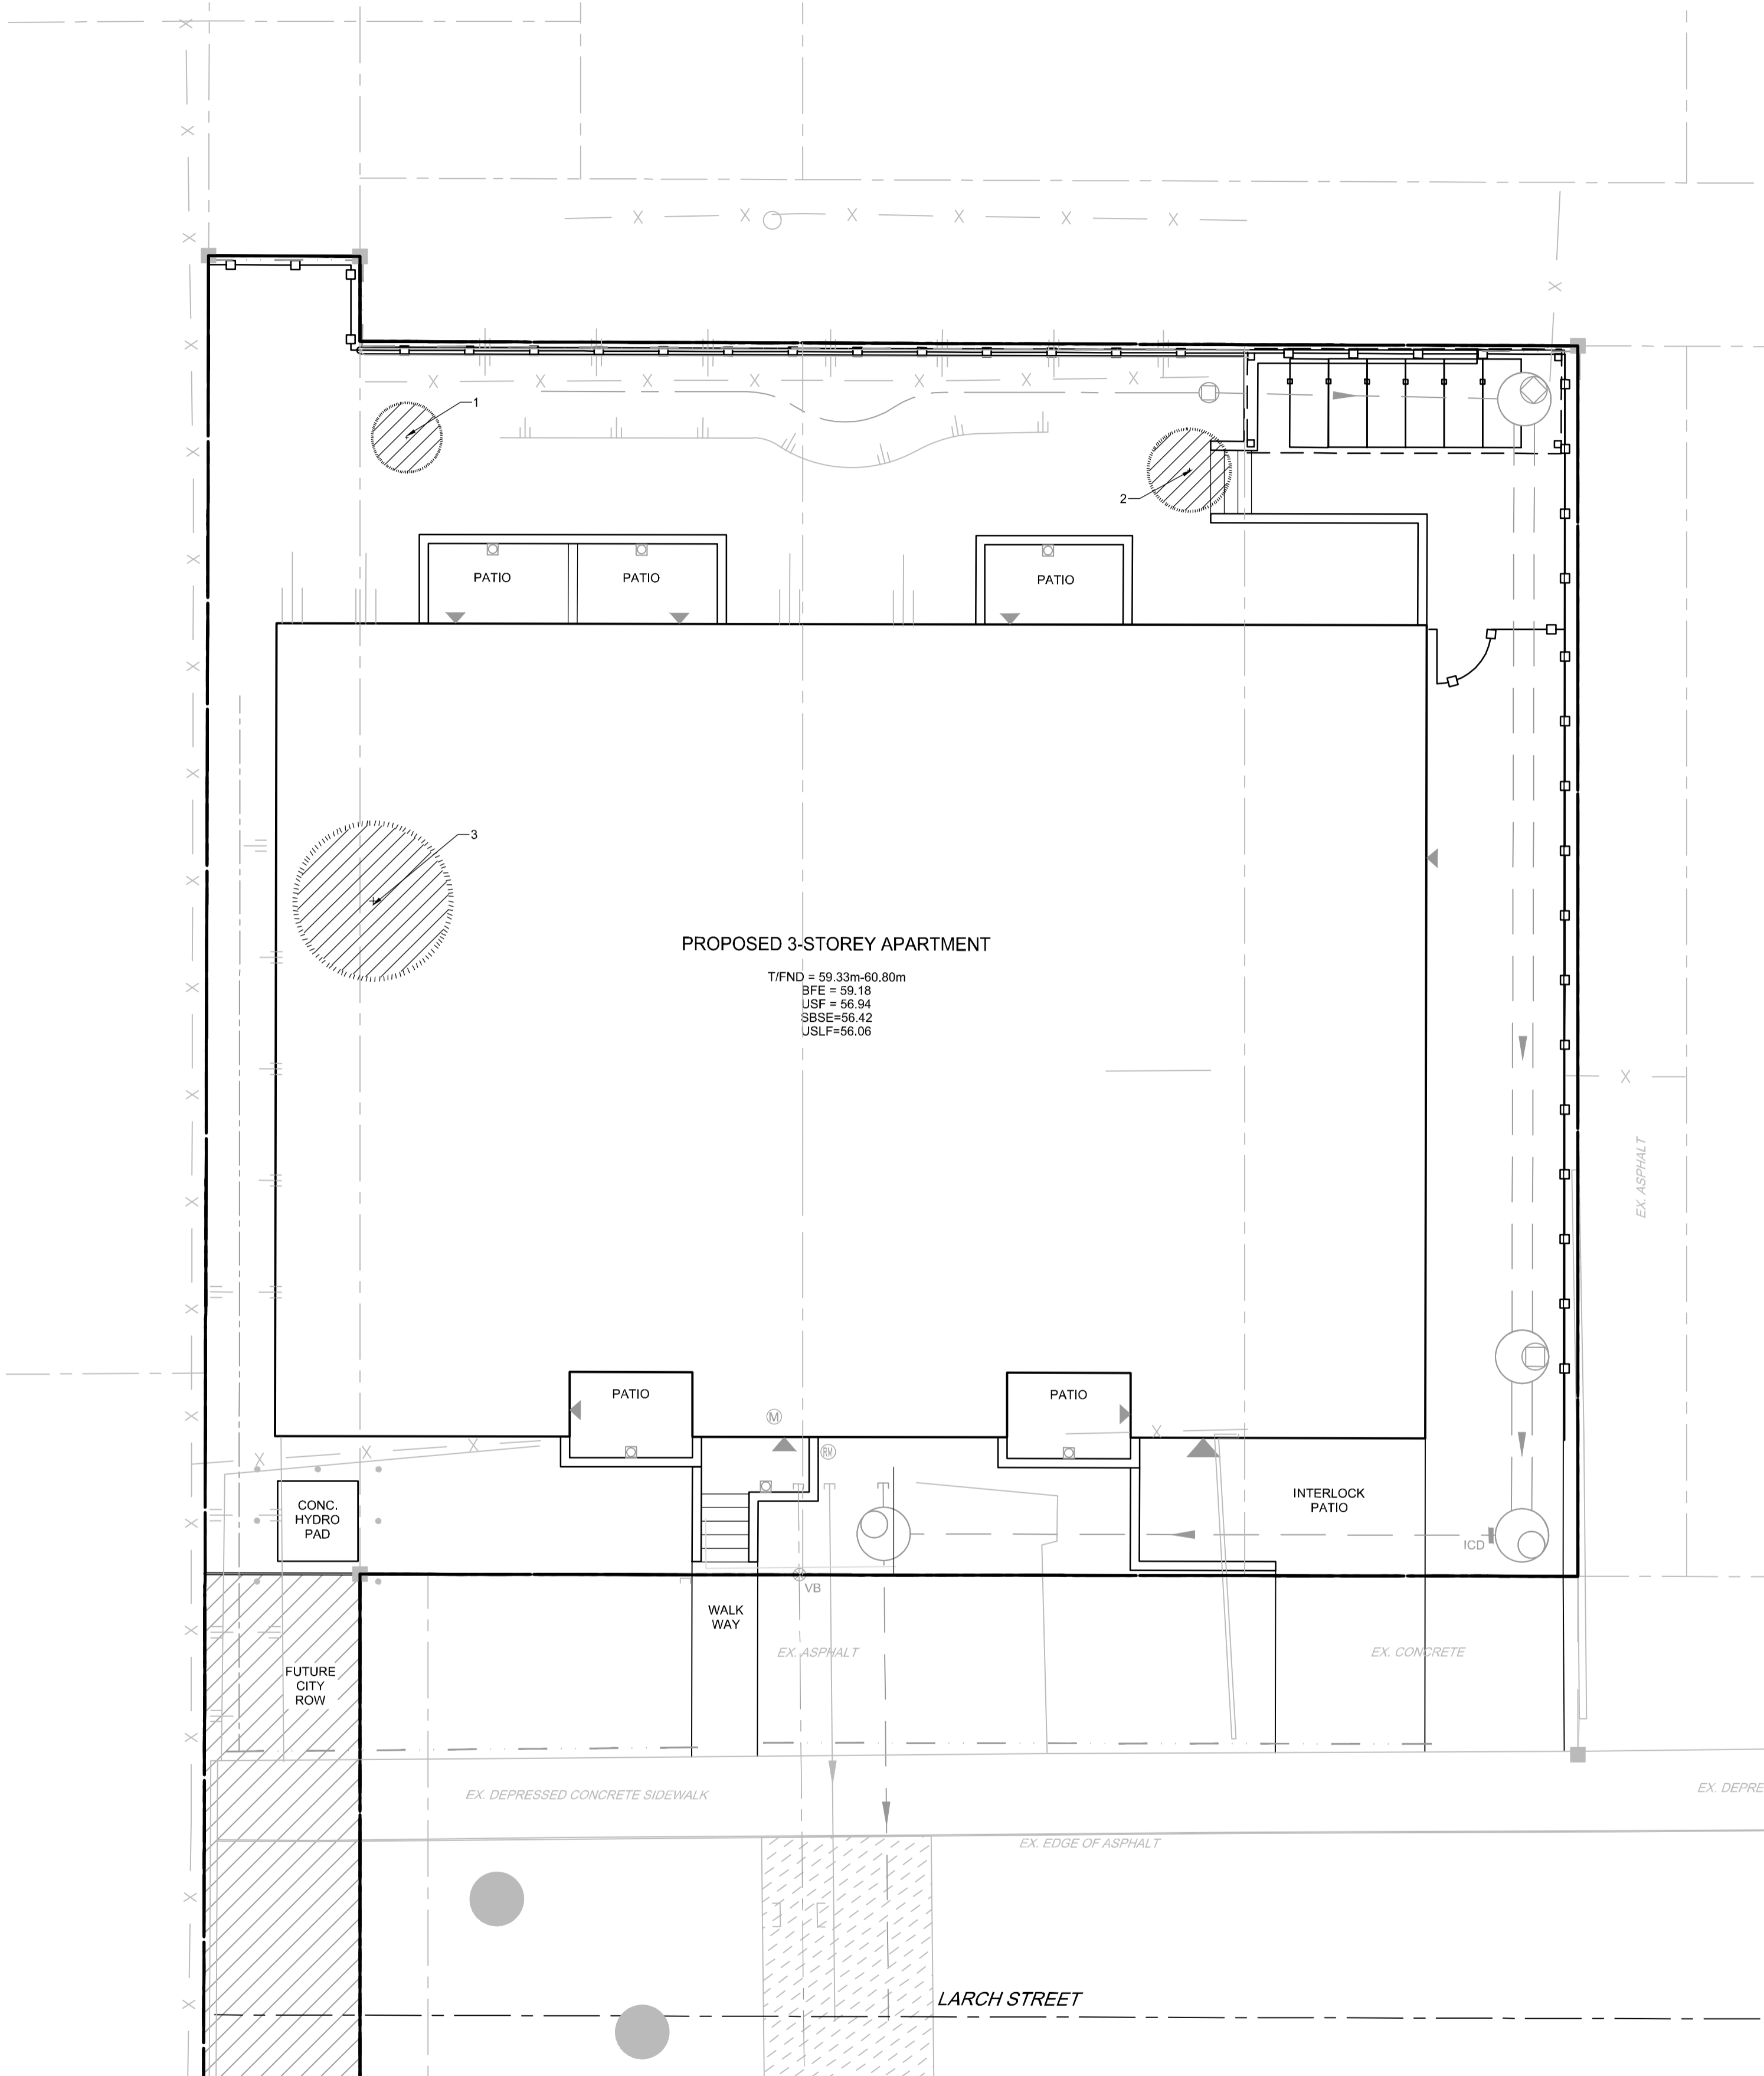 1
2
PATIO
PATIO
PATIO
3
PROPOSED 3-STOREY APARTMENT
T/FND = 59.33m-60.80m
BFE = 59.18
USF = 56.94
SBSE=56.42
USLF=56.06
EX. ASPHALT
PATIO
PATIO
M
RM
CONC.
HYDRO
PAD
INTERLOCK
PATIO
ICD
VB
WALK
WAY
EX. ASPHALT
EX. CONCRETE
FUTURE
CITY
ROW
EX. DEPRESSED CONCRETE SIDEWALK
EX. DEPRE
EX. EDGE OF ASPHALT
LARCH STREET